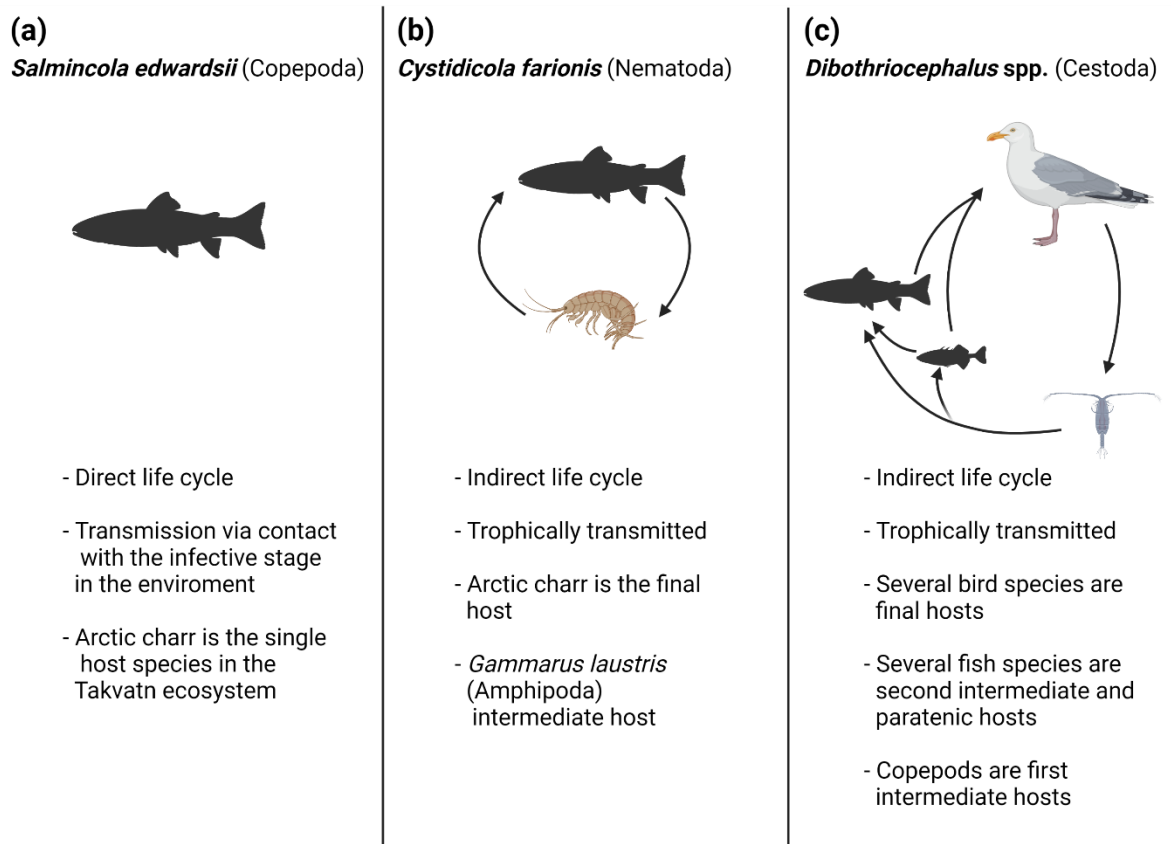 (a)
Salmincola edwardsii (Copepoda)
- Direct life cycle
- Transmission via contact
with the infective stage
in the enviroment
- Arctic charr is the single
host species in the
Takvatn ecosystem
(b)
Cystidicola farionis (Nematoda)
- Indirect life cycle
- Trophically transmitted
- Arctic charr is the final
host
- Gammarus laustris
(Amphipoda)
intermediate host
(c)
Dibothriocephalus spp. (Cestoda)
- Indirect life cycle
- Trophically transmitted
- Several bird species are
final hosts
- Several fish species are
second intermediate and
paratenic hosts
- Copepods are first
intermediate hosts